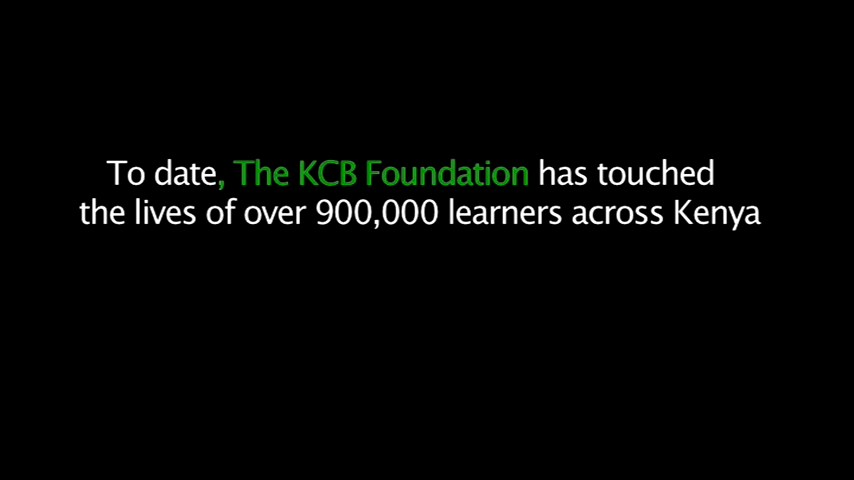 To date, The KCB Foundation has touched
the lives of over 900,000 learners across Kenya